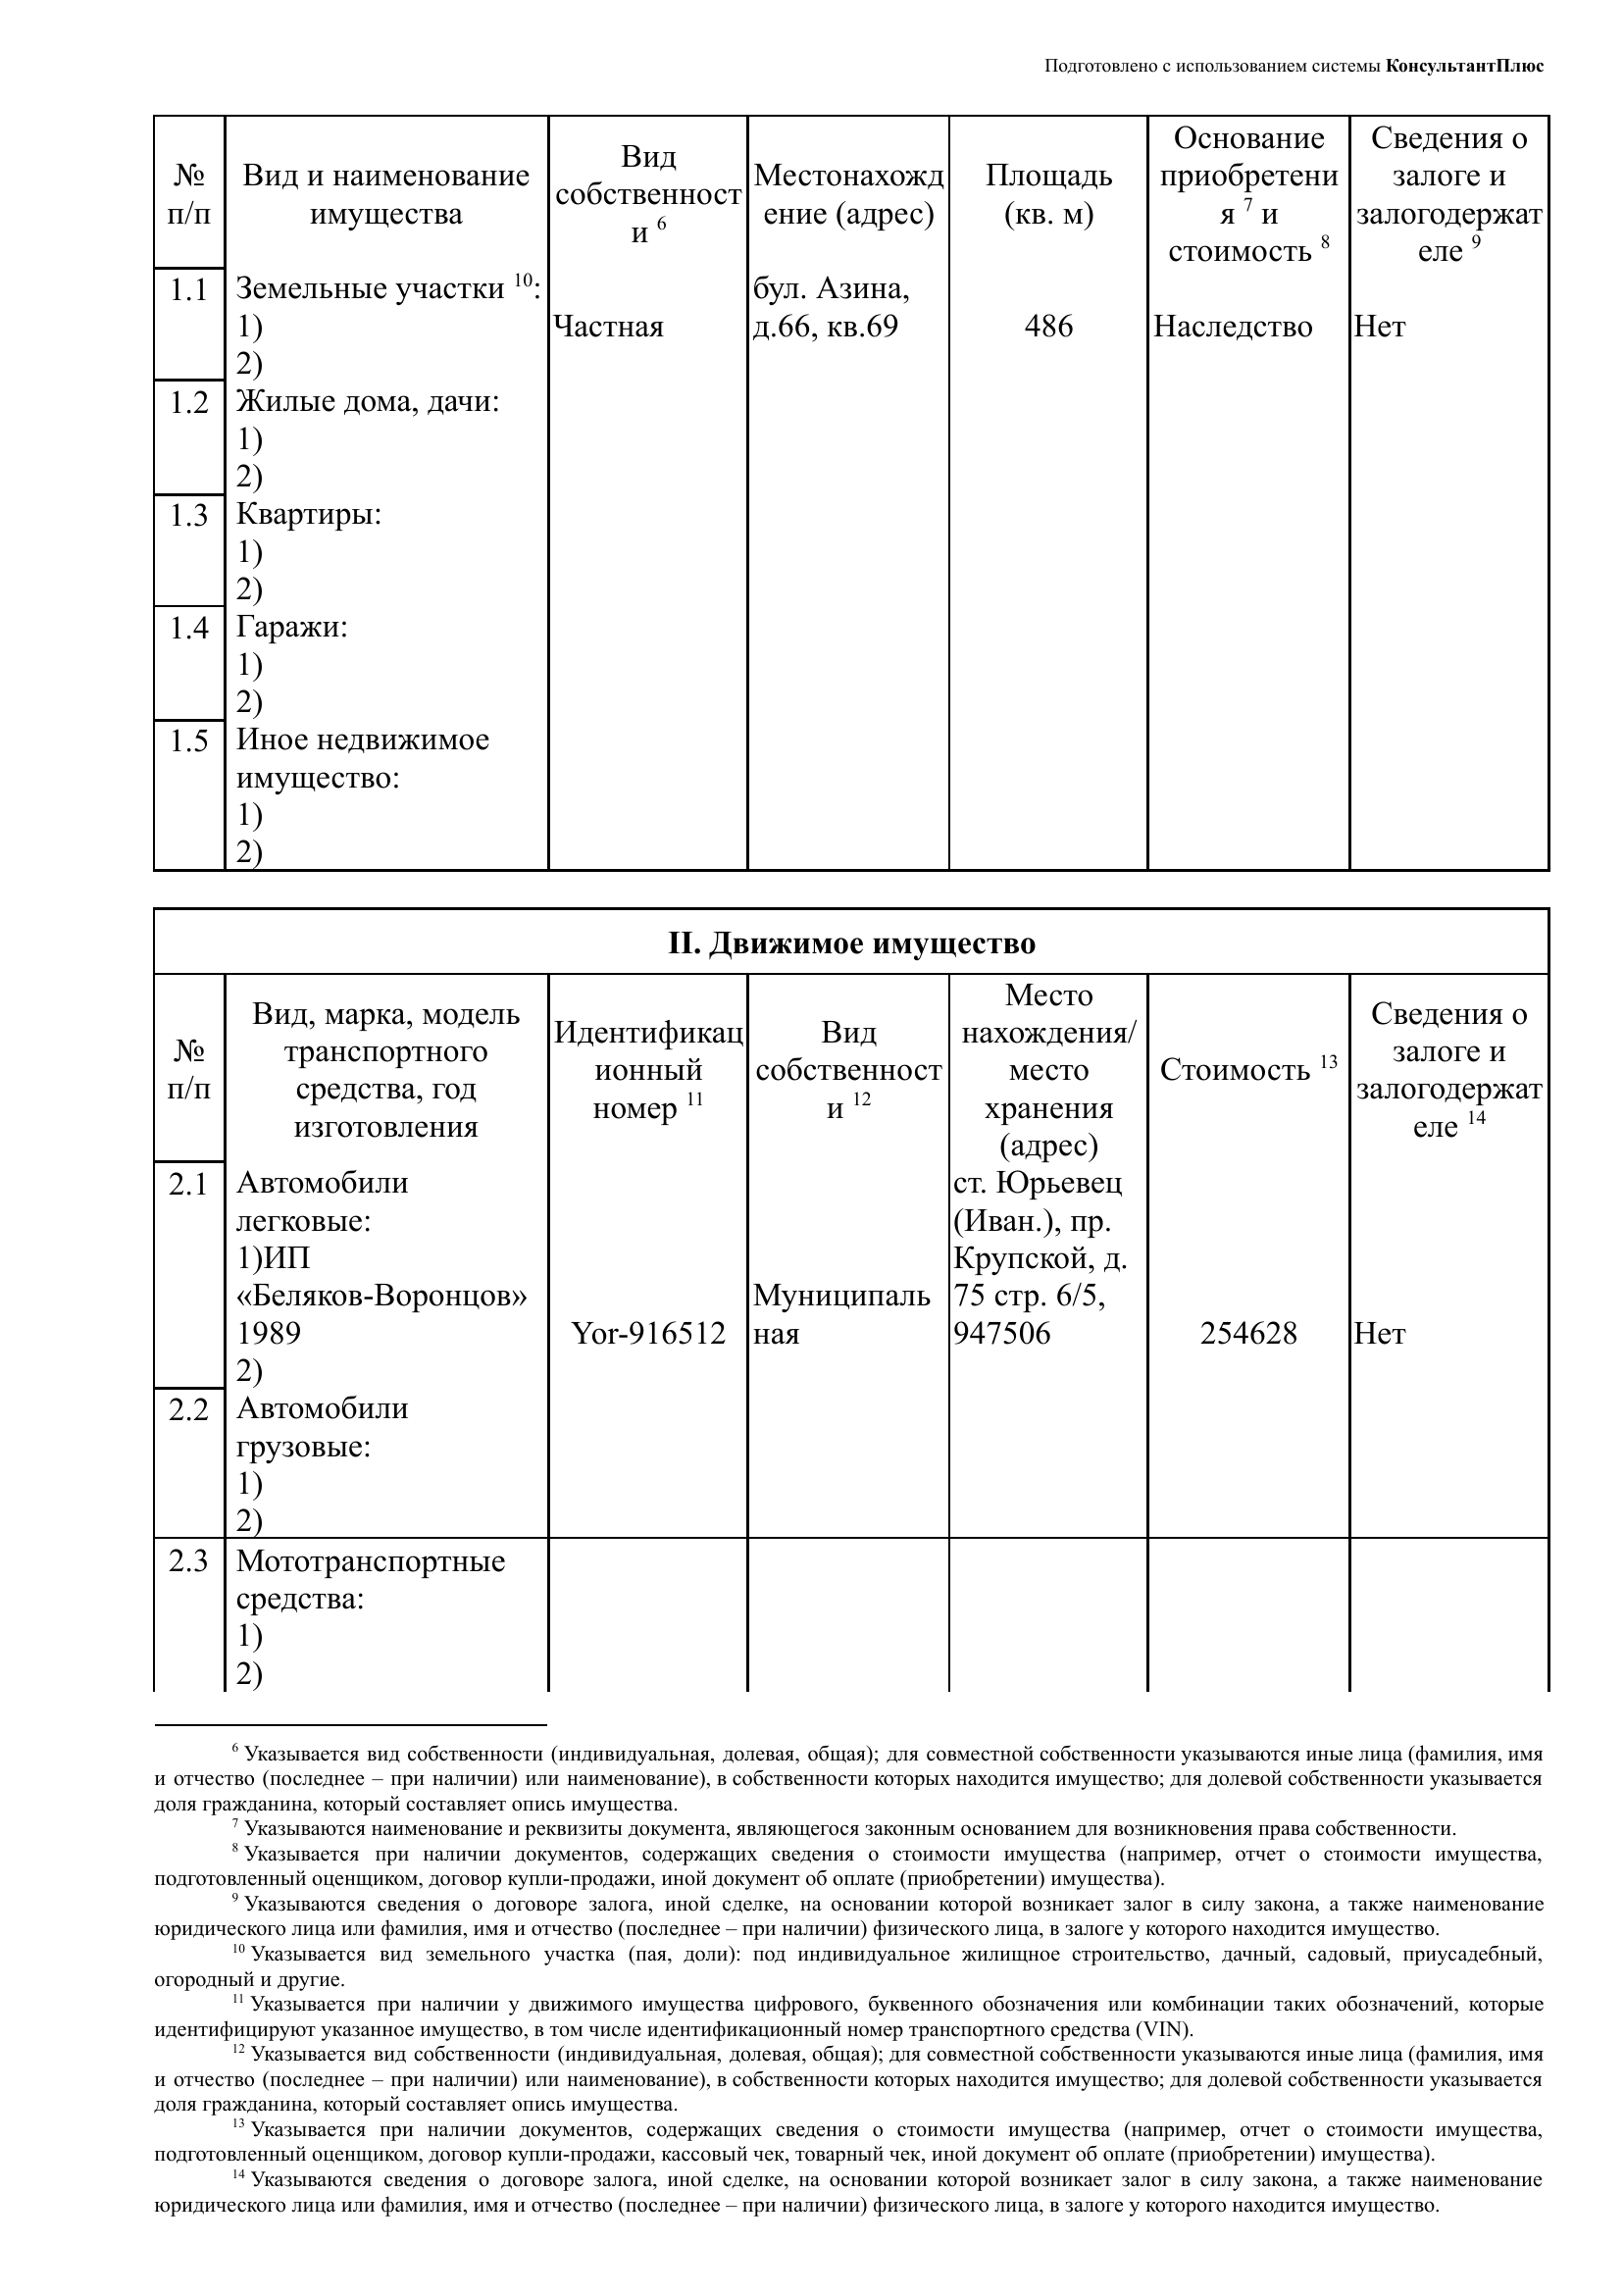 Подготовлено с использованием системы КонсультантПлюс
№
п/п
Вид и наименование
имущества
Вид
собственност
и 6
Местонахожд
ение (адрес)
Площадь
(кв. м)
Основание
приобретени
я 7 и
стоимость 8
Сведения о
залоге и
залогодержат
еле 9
1.1
Земельные участки 10:
1)
2)
Частная
бул. Азина,
д.66, кв.69
486
Наследство
Нет
1.2
Жилые дома, дачи:
1)
2)
1.3
Квартиры:
1)
2)
1.4
Гаражи:
1)
2)
1.5
Иное недвижимое
имущество:
1)
2)
II. Движимое имущество
№
п/п
Вид, марка, модель
транспортного
средства, год
изготовления
Идентификац
ионный
номер 11
Вид
собственност
и 12
Место
нахождения/
место
хранения
(адрес)
Стоимость 13
Сведения о
залоге и
залогодержат
еле 14
2.1
Автомобили
легковые:
1)ИП
«Беляков-Воронцов»
1989
2)
Yor-916512
Муниципаль
ная
ст. Юрьевец
(Иван.), пр.
Крупской, д.
75 стр. 6/5,
947506
254628
Нет
2.2
Автомобили
грузовые:
1)
2)
2.3
Мототранспортные
средства:
1)
2)
6 Указывается вид собственности (индивидуальная, долевая, общая); для совместной собственности указываются иные лица (фамилия, имя
и отчество (последнее – при наличии) или наименование), в собственности которых находится имущество; для долевой собственности указывается
доля гражданина, который составляет опись имущества.
7 Указываются наименование и реквизиты документа, являющегося законным основанием для возникновения права собственности.
8 Указывается при наличии документов, содержащих сведения о стоимости имущества (например, отчет о стоимости имущества,
подготовленный оценщиком, договор купли-продажи, иной документ об оплате (приобретении) имущества).
9 Указываются сведения о договоре залога, иной сделке, на основании которой возникает залог в силу закона, а также наименование
юридического лица или фамилия, имя и отчество (последнее – при наличии) физического лица, в залоге у которого находится имущество.
10 Указывается вид земельного участка (пая, доли): под индивидуальное жилищное строительство, дачный, садовый, приусадебный,
огородный и другие.
11 Указывается при наличии у движимого имущества цифрового, буквенного обозначения или комбинации таких обозначений, которые
идентифицируют указанное имущество, в том числе идентификационный номер транспортного средства (VIN).
12 Указывается вид собственности (индивидуальная, долевая, общая); для совместной собственности указываются иные лица (фамилия, имя
и отчество (последнее – при наличии) или наименование), в собственности которых находится имущество; для долевой собственности указывается
доля гражданина, который составляет опись имущества.
13 Указывается при наличии документов, содержащих сведения о стоимости имущества (например, отчет о стоимости имущества,
подготовленный оценщиком, договор купли-продажи, кассовый чек, товарный чек, иной документ об оплате (приобретении) имущества).
14 Указываются сведения о договоре залога, иной сделке, на основании которой возникает залог в силу закона, а также наименование
юридического лица или фамилия, имя и отчество (последнее – при наличии) физического лица, в залоге у которого находится имущество.